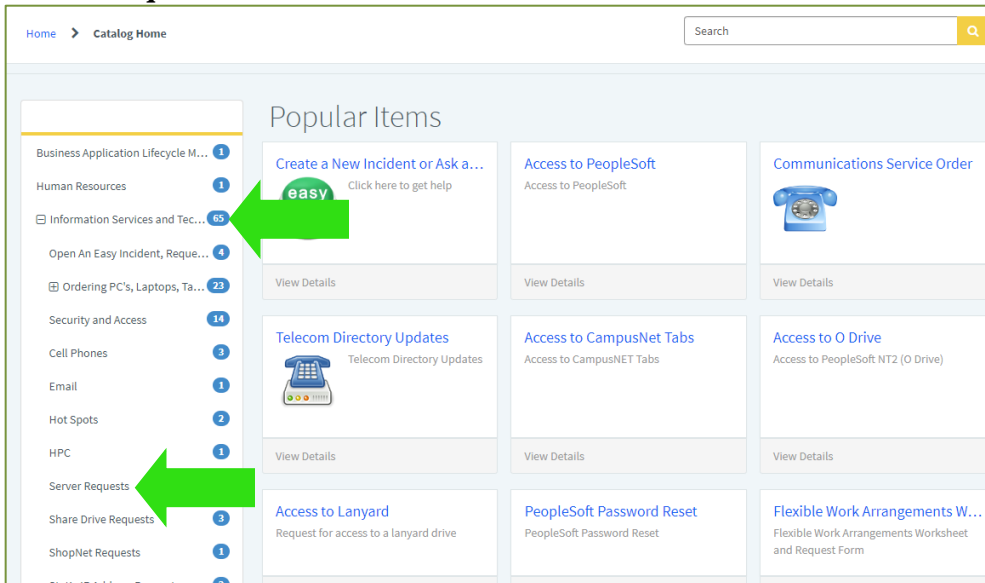 Home > Catalog Home
Search
Popular Items
Business Application Lifecycle M... 1
Human Resources 1
Information Services and Tec... 65
Open An Easy Incident, Reque... 4
Ordering PC's, Laptops, Ta... 23
Security and Access 14
Cell Phones 3
Email 1
Hot Spots 2
HPC 1
Server Requests
Share Drive Requests 3
ShopNet Requests 1
Create a New Incident or Ask a...
easy
Click here to get help
View Details
Access to PeopleSoft
Access to PeopleSoft
View Details
Communications Service Order
View Details
Telecom Directory Updates
Telecom Directory Updates
View Details
Access to CampusNet Tabs
Access to CampusNET Tabs
View Details
Access to O Drive
Access to PeopleSoft NT2 (O Drive)
View Details
Access to Lanyard
Request for access to a lanyard drive
PeopleSoft Password Reset
PeopleSoft Password Reset
Flexible Work Arrangements W...
Flexible Work Arrangements Worksheet
and Request Form